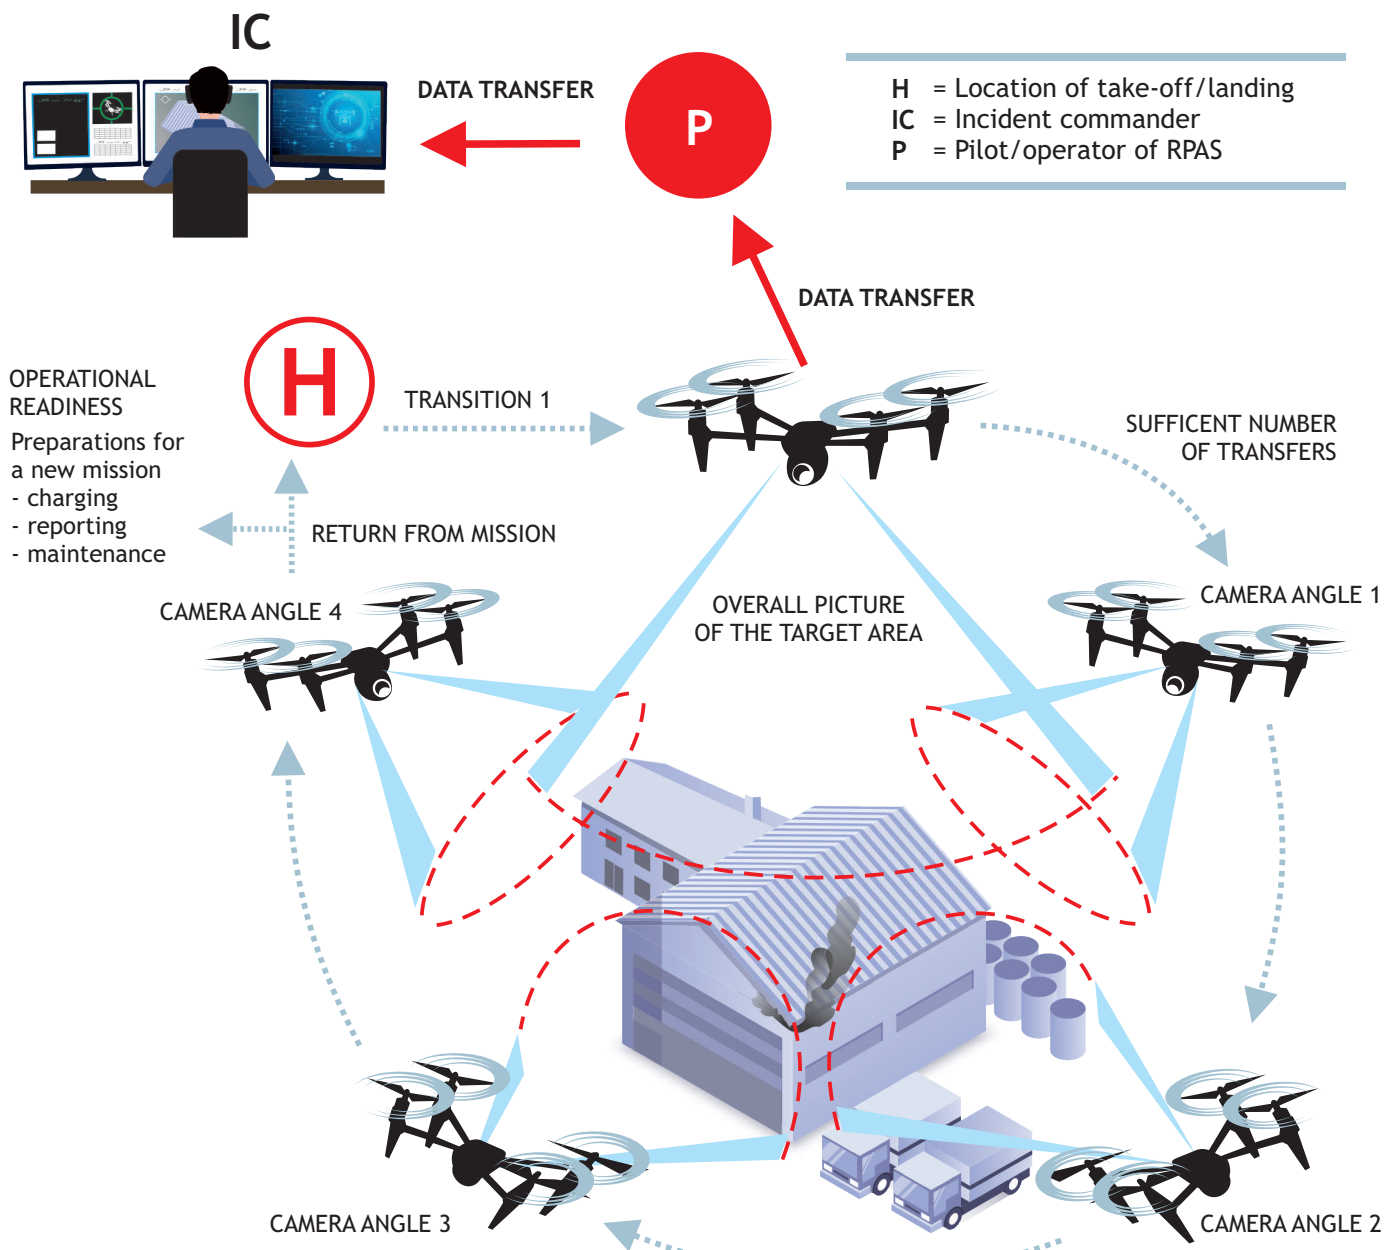 IC
DATA TRANSFER
P
H = Location of take-off/landing
IC = Incident commander
P = Pilot/operator of RPAS
DATA TRANSFER
H
OPERATIONAL
READINESS
Preparations for
a new mission
- charging
- reporting
- maintenance
TRANSITION 1
SUFFICENT NUMBER
OF TRANSFERS
RETURN FROM MISSION
CAMERA ANGLE 4
OVERALL PICTURE
OF THE TARGET AREA
CAMERA ANGLE 1
CAMERA ANGLE 3
CAMERA ANGLE 2